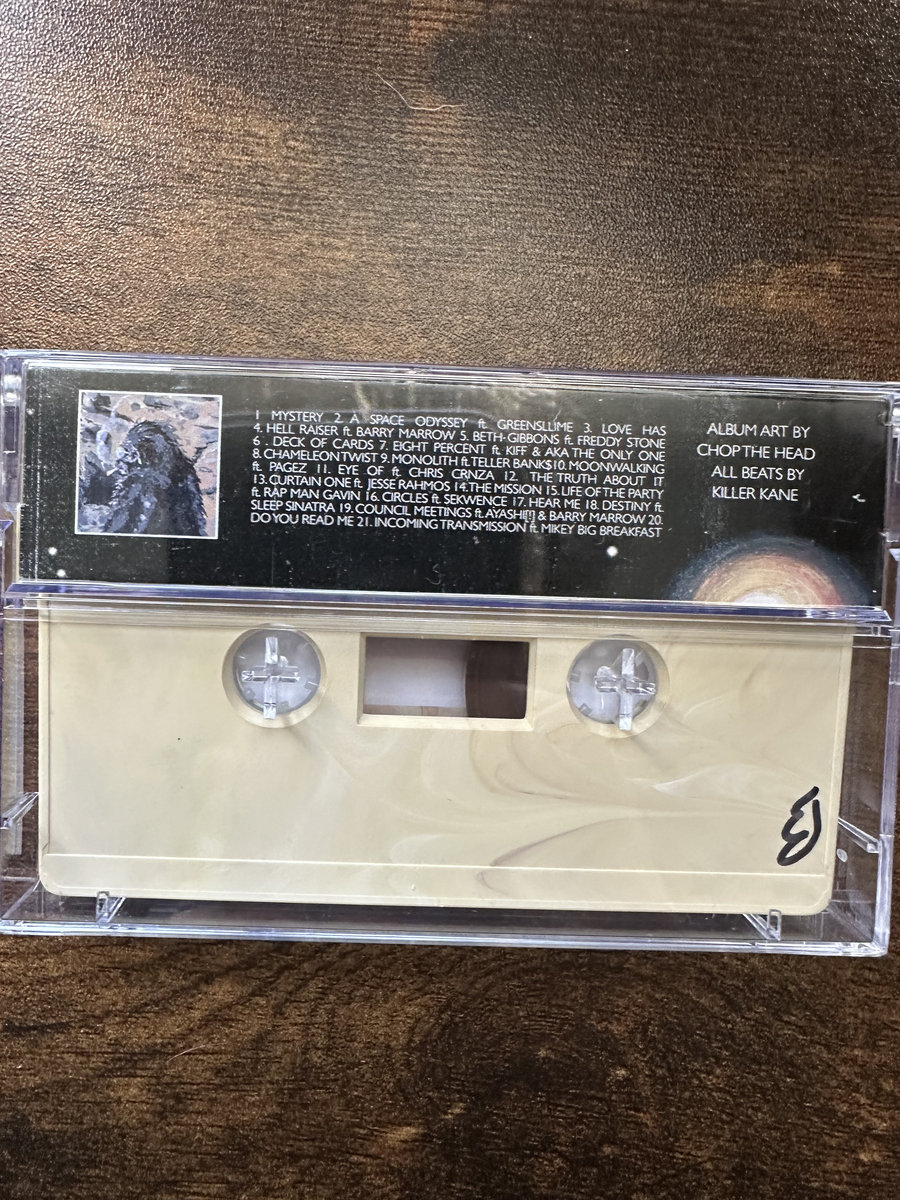 1 MYSTERY 2. A SPACE ODYSSEY ft. GREENSLLIME 3. LOVE HAS
4. HELL RAISER ft. BARRY MARROW 5. BETH-GIBBONS ft. FREDDY STONE
6 . DECK OF CARDS 7. EIGHT PERCENT ft. KIFF & AKA THE ONLY ONE
8. CHAMELEON TWIST 9. MONOLITH ft. TELLER BANK$10. MOONWALKING
ft. PAGEZ 11. EYE OF ft. CHRIS CRNZA 12. THE TRUTH ABOUT IT
13. CURTAIN ONE ft. JESSE RAHMOS 14.THE MISSION 15. LIFE OF THE PARTY
ft. RAP MAN GAVIN 16. CIRCLES ft. SEKWENCE 17. HEAR ME 18. DESTINY ft.
SLEEP SINATRA 19. COUNCIL MEETINGS ft. AYASHI[!] & BARRY MARROW 20.
DO YOU READ ME 21. INCOMING TRANSMISSION ft. MIKEY BIG BREAKFAST
ALBUM ART BY
CHOP THE HEAD
ALL BEATS BY
KILLER KANE